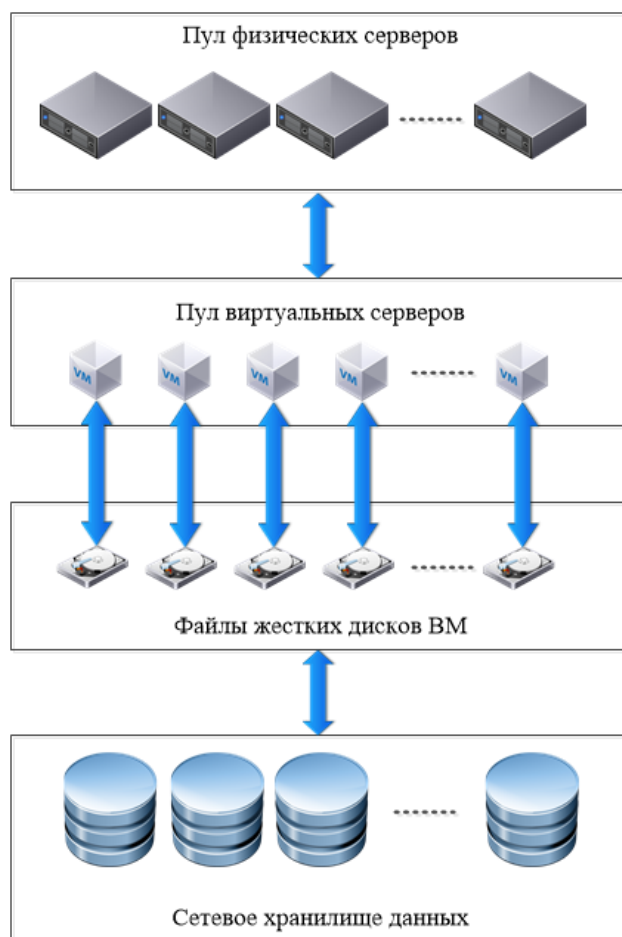 Пул физических серверов
Пул виртуальных серверов
VM VM VM VM VM
Файлы жестких дисков ВМ
Сетевое хранилище данных